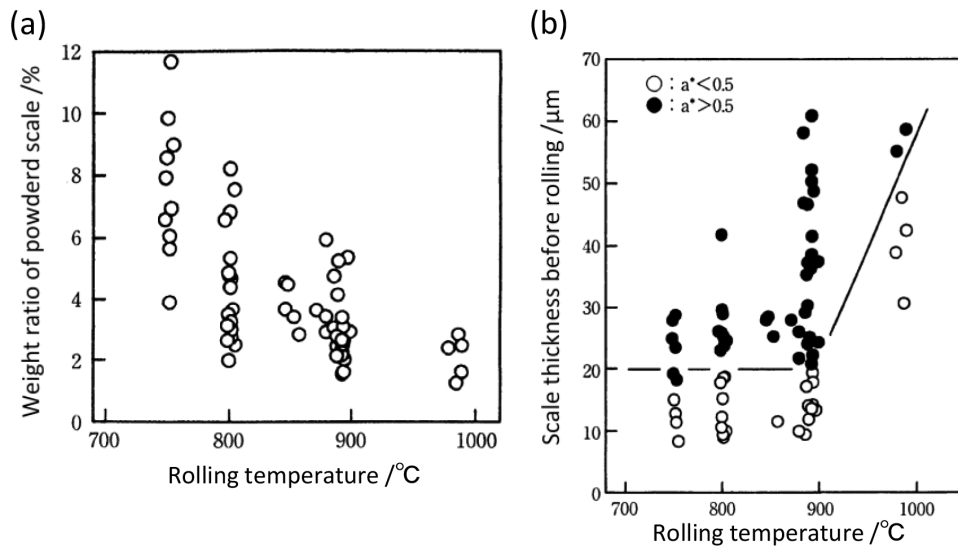 (a)
Weight ratio of powderd scale /%
12
10
8
6
4
2
0
700
800
900
1000
Rolling temperature /℃
(b)
Scale thickness before rolling /μm
70
60
50
40
30
20
10
0
○ : a*<0.5
● : a*>0.5
700
800
900
1000
Rolling temperature /℃